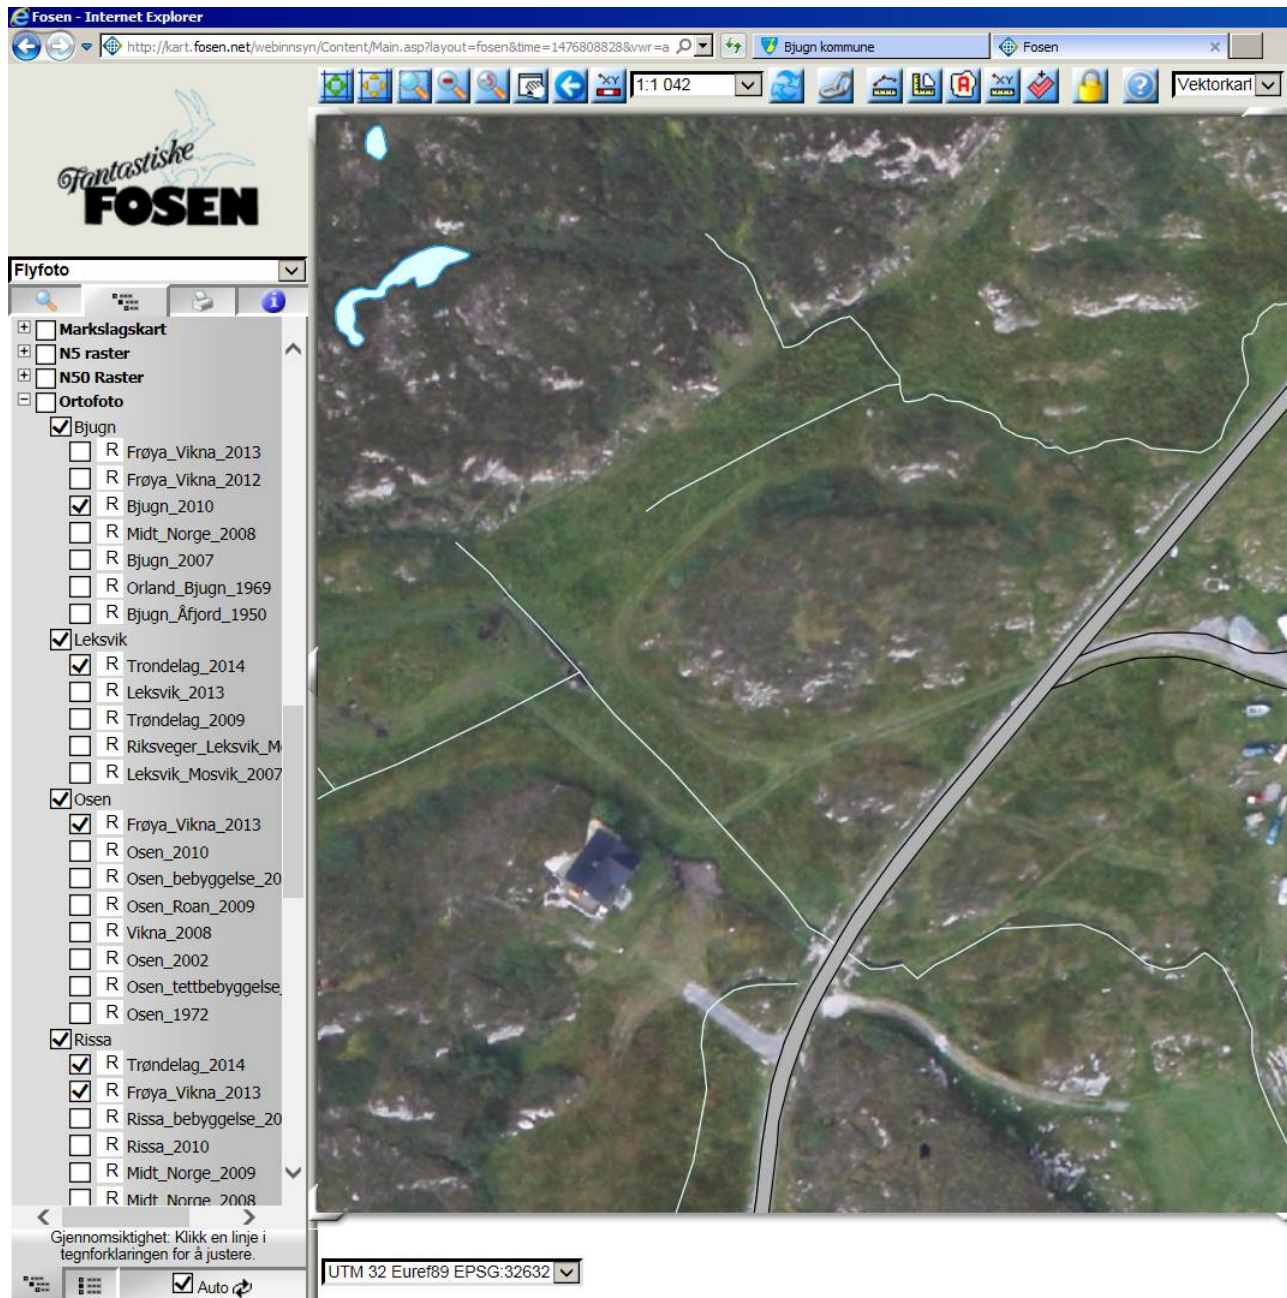 Fosen - Internet Explorer
http://kart.fosen.net/webinnsyn/Content/Main.asp?layout=fosen&time=1476808828&vwr=a
Bjugn kommune
Fosen
XY
1:1 042
A
XY
Vektorkart
Fantastiske
FOSEN
Flyfoto
Markslagskart
N5 raster
N50 Raster
Ortofoto
Bjugn
R Frøya_Vikna_2013
R Frøya_Vikna_2012
R Bjugn_2010
R Midt_Norge_2008
R Bjugn_2007
R Orland_Bjugn_1969
R Bjugn_Åfjord_1950
Leksvik
R Trondelag_2014
R Leksvik_2013
R Trøndelag_2009
R Riksveger_Leksvik_M
R Leksvik_Mosvik_2007
Osen
R Frøya_Vikna_2013
R Osen_2010
R Osen_bebyggelse_20
R Osen_Roan_2009
R Vikna_2008
R Osen_2002
R Osen_tettbebyggelse_
R Osen_1972
Rissa
R Trøndelag_2014
R Frøya_Vikna_2013
R Rissa_bebyggelse_20
R Rissa_2010
R Midt_Norge_2009
R Midt_Norge_2008
Gjennomsiktighet: Klikk en linje i
tegnforklaringen for å justere.
Auto
UTM 32 Euref89 EPSG:32632